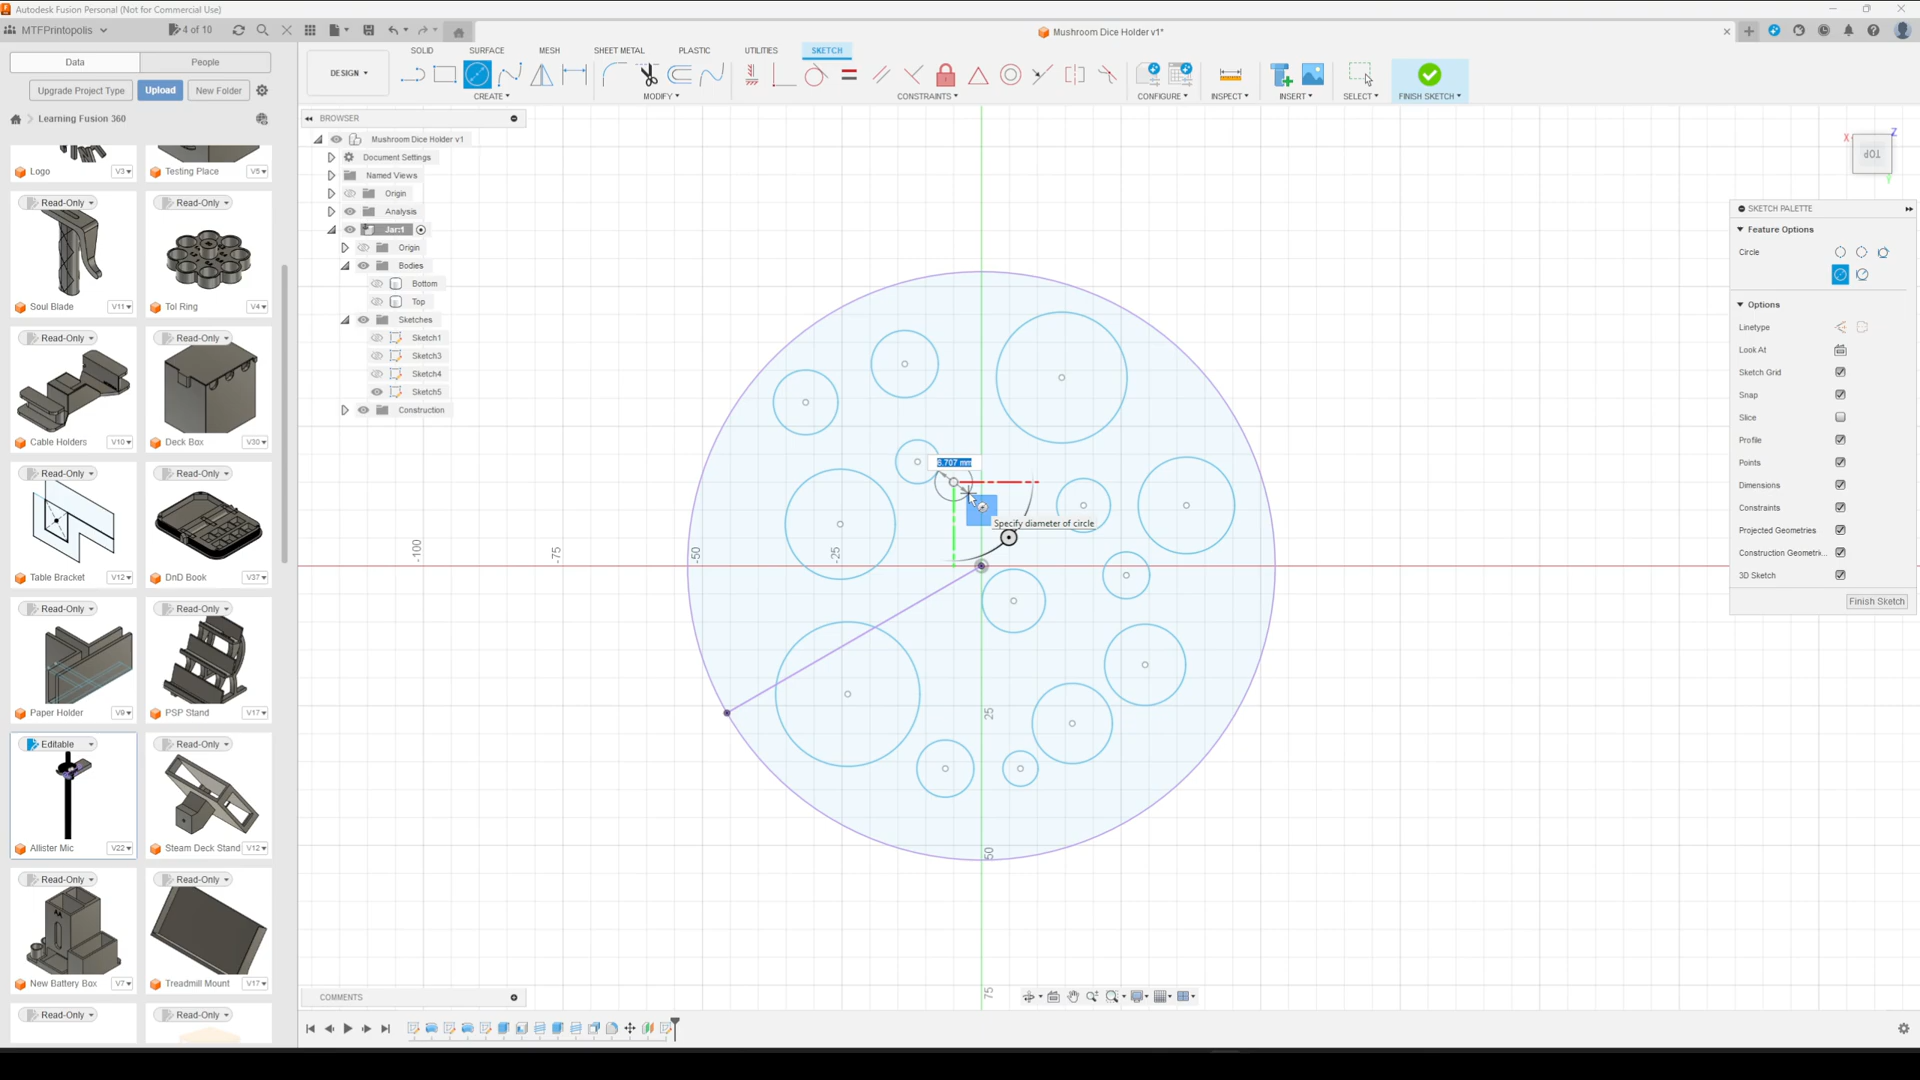 Autodesk Fusion Personal (Not for Commercial Use)
MTFPrintopolis
4 of 10
Mushroom Dice Holder v1*
Data
People
Upgrade Project Type
Upload
New Folder
Learning Fusion 360
Logo
V3
Testing Place
V5
Read-Only
Read-Only
Soul Blade
V11
Tol Ring
V4
Read-Only
Read-Only
Cable Holders
V10
Deck Box
V30
Read-Only
Read-Only
Table Bracket
V12
DnD Book
V37
Read-Only
Read-Only
Paper Holder
V9
PSP Stand
V17
Editable
Read-Only
Allister Mic
V22
Steam Deck Stand
V12
Read-Only
Read-Only
AA
New Battery Box
V7
Treadmill Mount
V17
Read-Only
Read-Only
DESIGN
SOLID
SURFACE
MESH
SHEET METAL
PLASTIC
UTILITIES
SKETCH
CREATE
MODIFY
CONSTRAINTS
CONFIGURE
INSPECT
INSERT
SELECT
FINISH SKETCH
BROWSER
Mushroom Dice Holder v1
Document Settings
Named Views
Origin
Analysis
Jar:1
Origin
Bodies
Bottom
Top
Sketches
Sketch1
Sketch3
Sketch4
Sketch5
Construction
-100
-75
-50
-25
25
50
75
6.707 mm
Specify diameter of circle
X
Z
TOP
Y
SKETCH PALETTE
Feature Options
Circle
Options
Linetype
Look At
Sketch Grid
Snap
Slice
Profile
Points
Dimensions
Constraints
Projected Geometries
Construction Geometri...
3D Sketch
Finish Sketch
COMMENTS